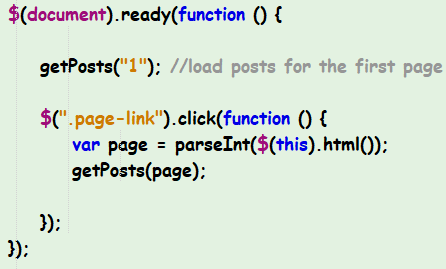 $(document).ready(function () {
getPosts("1"); //load posts for the first page
$(".page-link").click(function () {
var page = parseInt($(this).html());
getPosts(page);
});
});